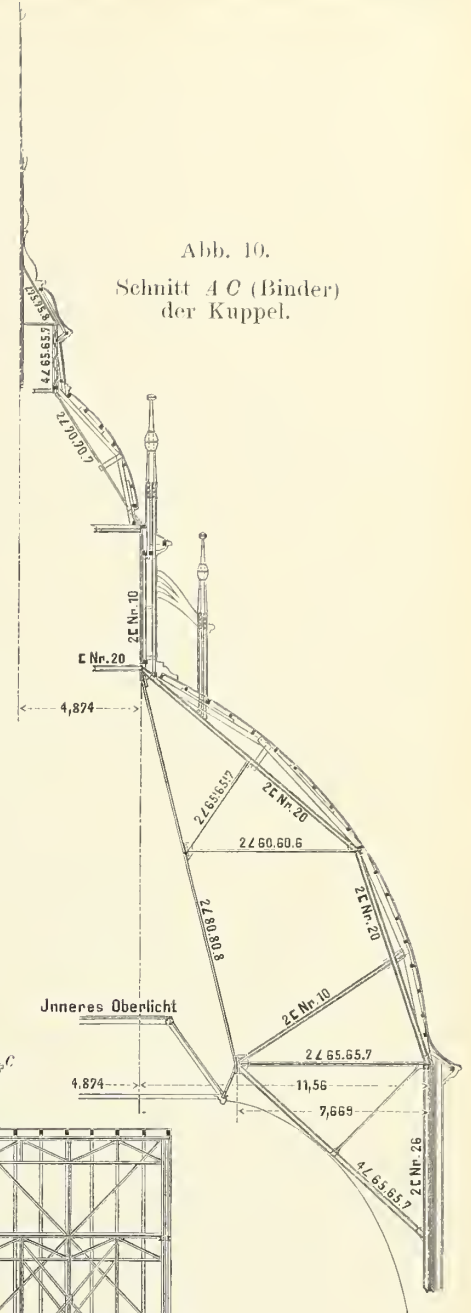 Abb. 10.
Schnitt A C (Binder)
der Kuppel.
4∠65.65.7
2∠70.70.7
2⊏Nr.10
⊏Nr.20
4,874
2∠65.65.7
2⊏Nr.20
2∠60.60.6
2⊏Nr.20
2∠80.80.8
2⊏Nr.10
Jnneres Oberlicht
2∠65.65.7
C
4,874
11,56
7,669
4∠65.65.7
2⊏Nr.26